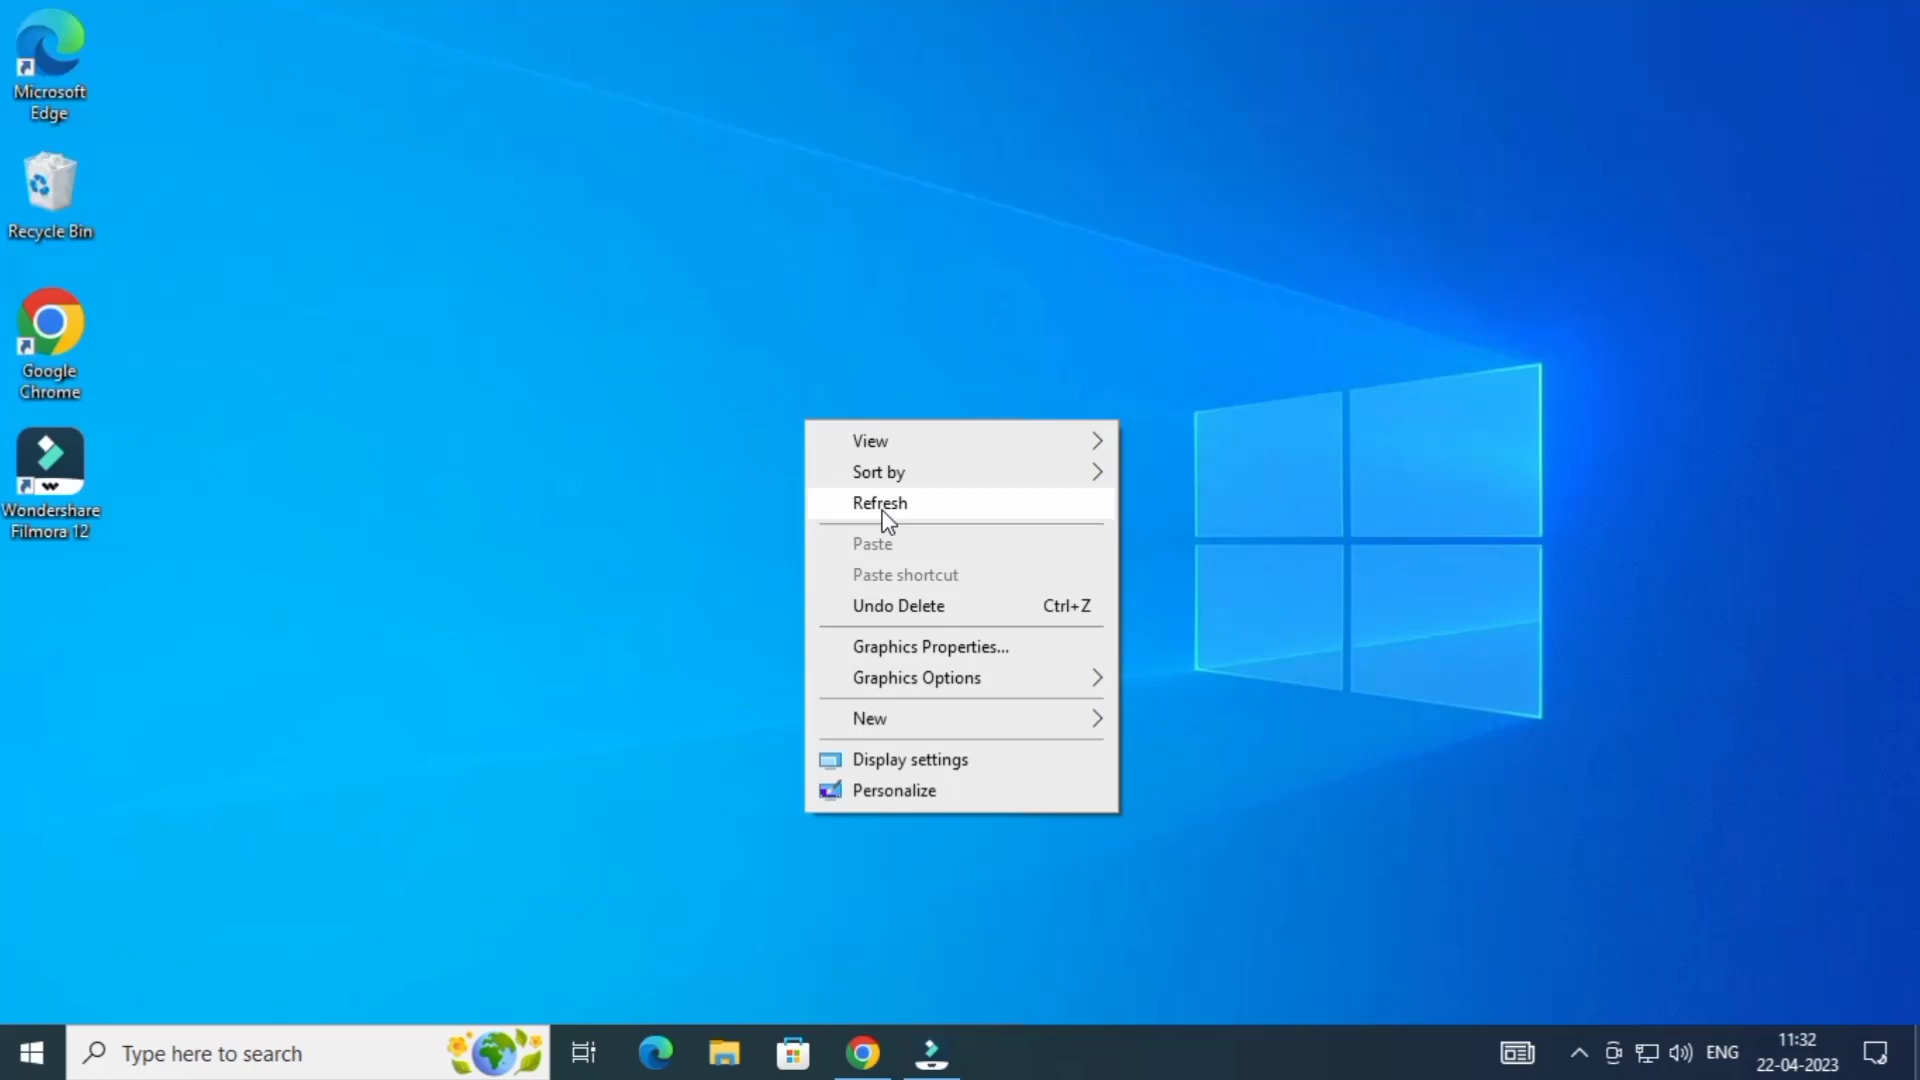 Microsoft
Edge
Recycle Bin
Google
Chrome
Wondershare
Filmora 12
View
Sort by
Refresh
Paste
Paste shortcut
Undo Delete Ctrl+Z
Graphics Properties...
Graphics Options
New
Display settings
Personalize
Type here to search
ENG
11:32
22-04-2023